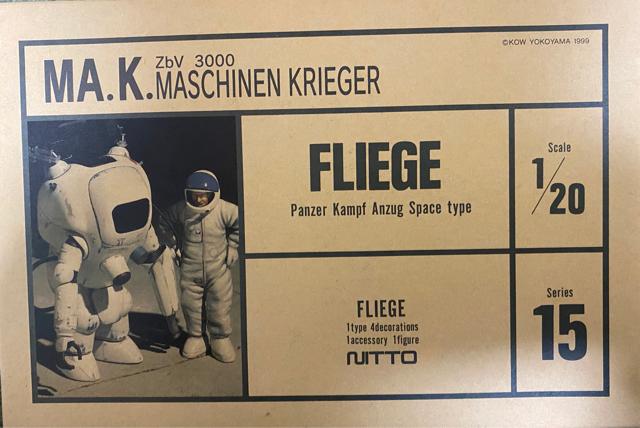 ©KOW YOKOYAMA 1999
MA.K. ZbV 3000
MASCHINEN KRIEGER
FLIEGE
Panzer Kampf Anzug Space type
Scale
1/20
FLIEGE
1type 4decorations
1accessory 1figure
NITTO
Series
15